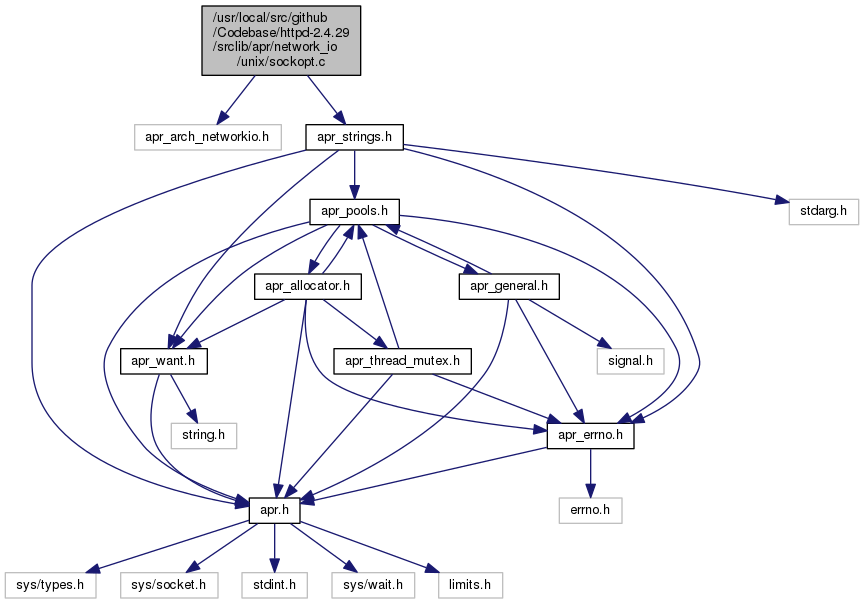 /usr/local/src/github
/Codebase/httpd-2.4.29
/srclib/apr/network_io
/unix/sockopt.c
apr_arch_networkio.h
apr_strings.h
apr_pools.h
stdarg.h
apr_allocator.h
apr_general.h
apr_want.h
apr_thread_mutex.h
signal.h
string.h
apr_errno.h
apr.h
errno.h
sys/types.h
sys/socket.h
stdint.h
sys/wait.h
limits.h